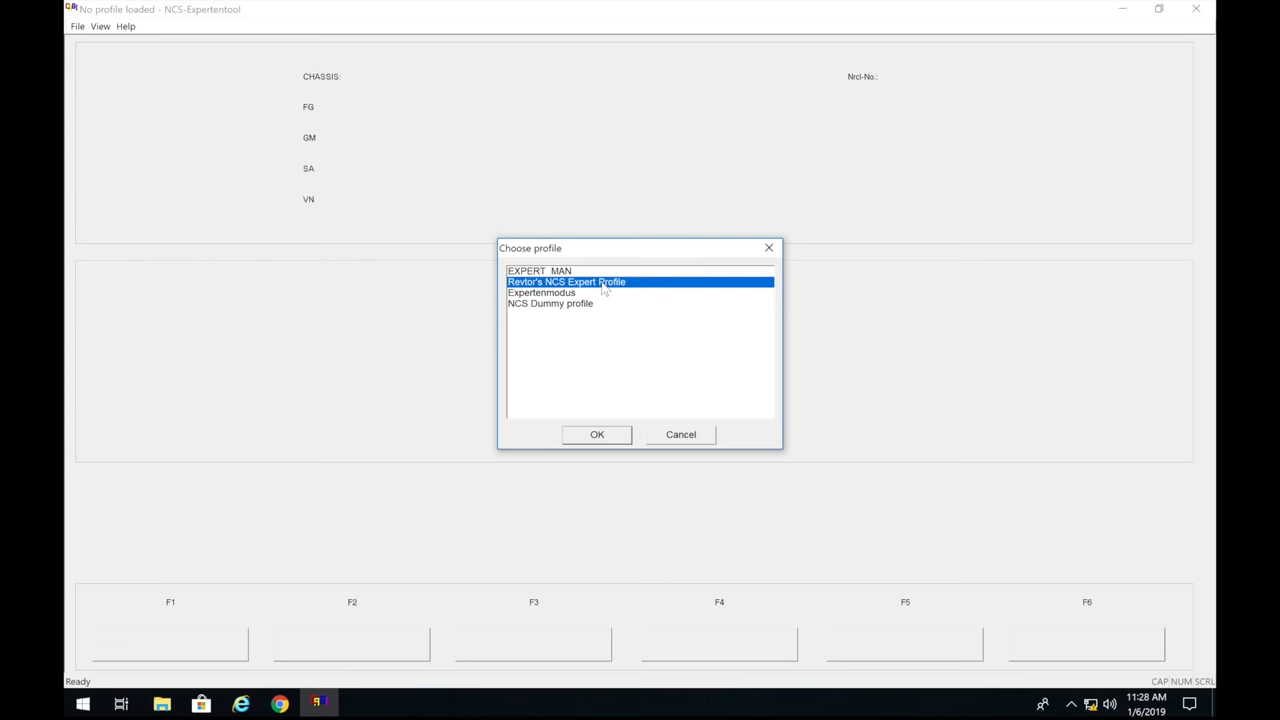 No profile loaded - NCS-Expertentool
File View Help
CHASSIS:
Nrcl-No.:
FG
GM
SA
VN
Choose profile
EXPERT MAN
Revtor's NCS Expert Profile
Expertenmodus
NCS Dummy profile
OK Cancel
F1 F2 F3 F4 F5 F6
Ready
CAP NUM SCRL
11:28 AM
1/6/2019